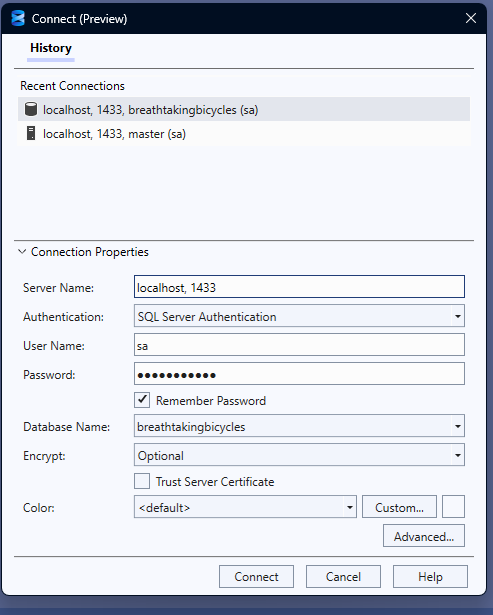 Connect (Preview)
History
Recent Connections
localhost, 1433, breathtakingbicycles (sa)
localhost, 1433, master (sa)
Connection Properties
Server Name: localhost, 1433
Authentication: SQL Server Authentication
User Name: sa
Password: ●●●●●●●●●●●
Remember Password
Database Name: breathtakingbicycles
Encrypt: Optional
Trust Server Certificate
Color: <default> Custom...
Advanced...
Connect Cancel Help